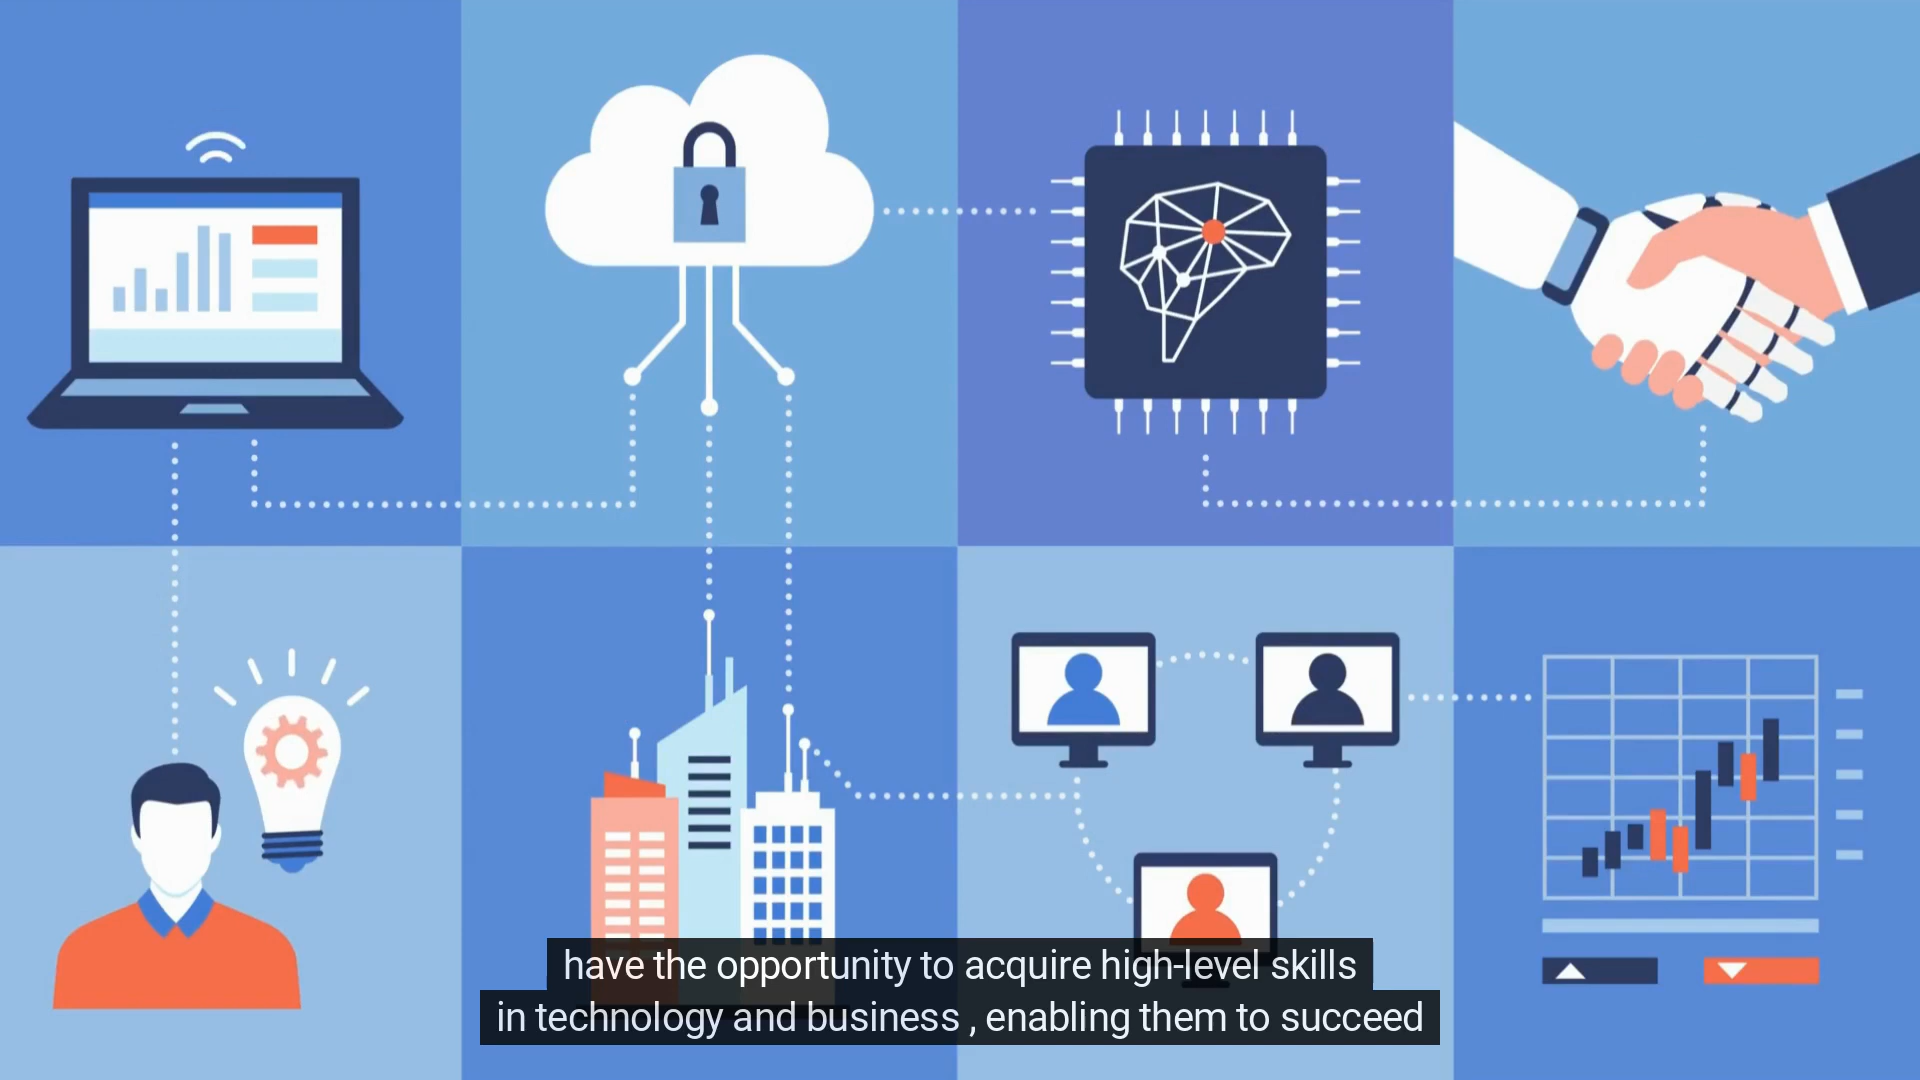 have the opportunity to acquire high-level skills
in technology and business , enabling them to succeed